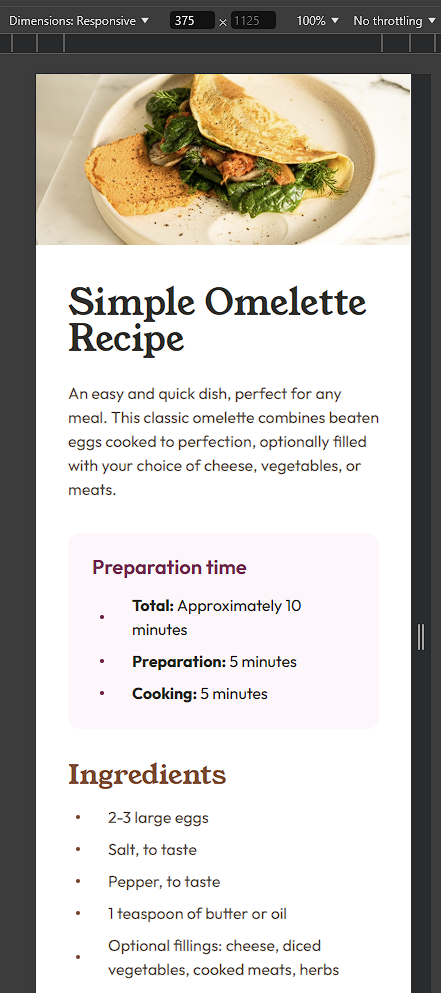 Dimensions: Responsive ▼ 375 × 1125 100% ▼ No throttling ▼
Simple Omelette
Recipe
An easy and quick dish, perfect for any
meal. This classic omelette combines beaten
eggs cooked to perfection, optionally filled
with your choice of cheese, vegetables, or
meats.
Preparation time
• Total: Approximately 10
minutes
• Preparation: 5 minutes
• Cooking: 5 minutes
Ingredients
• 2-3 large eggs
• Salt, to taste
• Pepper, to taste
• 1 teaspoon of butter or oil
• Optional fillings: cheese, diced
vegetables, cooked meats, herbs